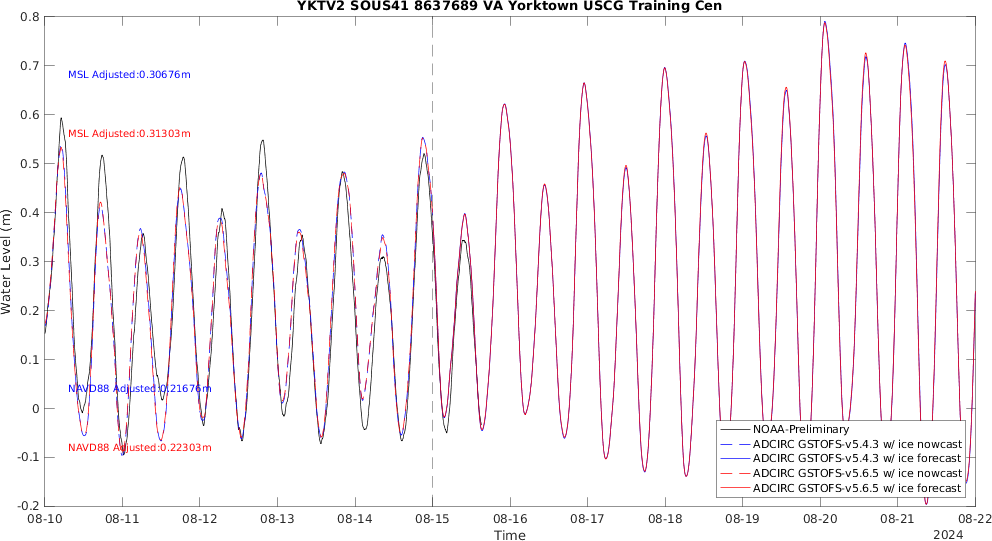 YKTV2 SOUS41 8637689 VA Yorktown USCG Training Cen
0.8
0.7
0.6
0.5
0.4
0.3
0.2
0.1
0
-0.1
-0.2
Water Level (m)
MSL Adjusted:0.30676m
MSL Adjusted:0.31303m
NAVD88 Adjusted:0.21676m
NAVD88 Adjusted:0.22303m
NOAA-Preliminary
ADCIRC GSTOFS-v5.4.3 w/ ice nowcast
ADCIRC GSTOFS-v5.4.3 w/ ice forecast
ADCIRC GSTOFS-v5.6.5 w/ ice nowcast
ADCIRC GSTOFS-v5.6.5 w/ ice forecast
08-10 08-11 08-12 08-13 08-14 08-15 08-16 08-17 08-18 08-19 08-20 08-21 08-22
Time
2024